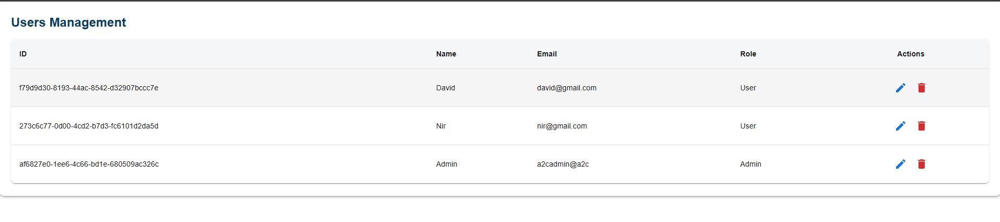 Users Management
ID Name Email Role Actions
f79d9d30-8193-44ac-8542-d32907bccc7e David david@gmail.com User
273c6c77-0d00-4cd2-b7d3-fc6101d2da5d Nir nir@gmail.com User
af6827e0-1ee6-4c66-bd1e-680509ac326c Admin a2cadmin@a2c Admin